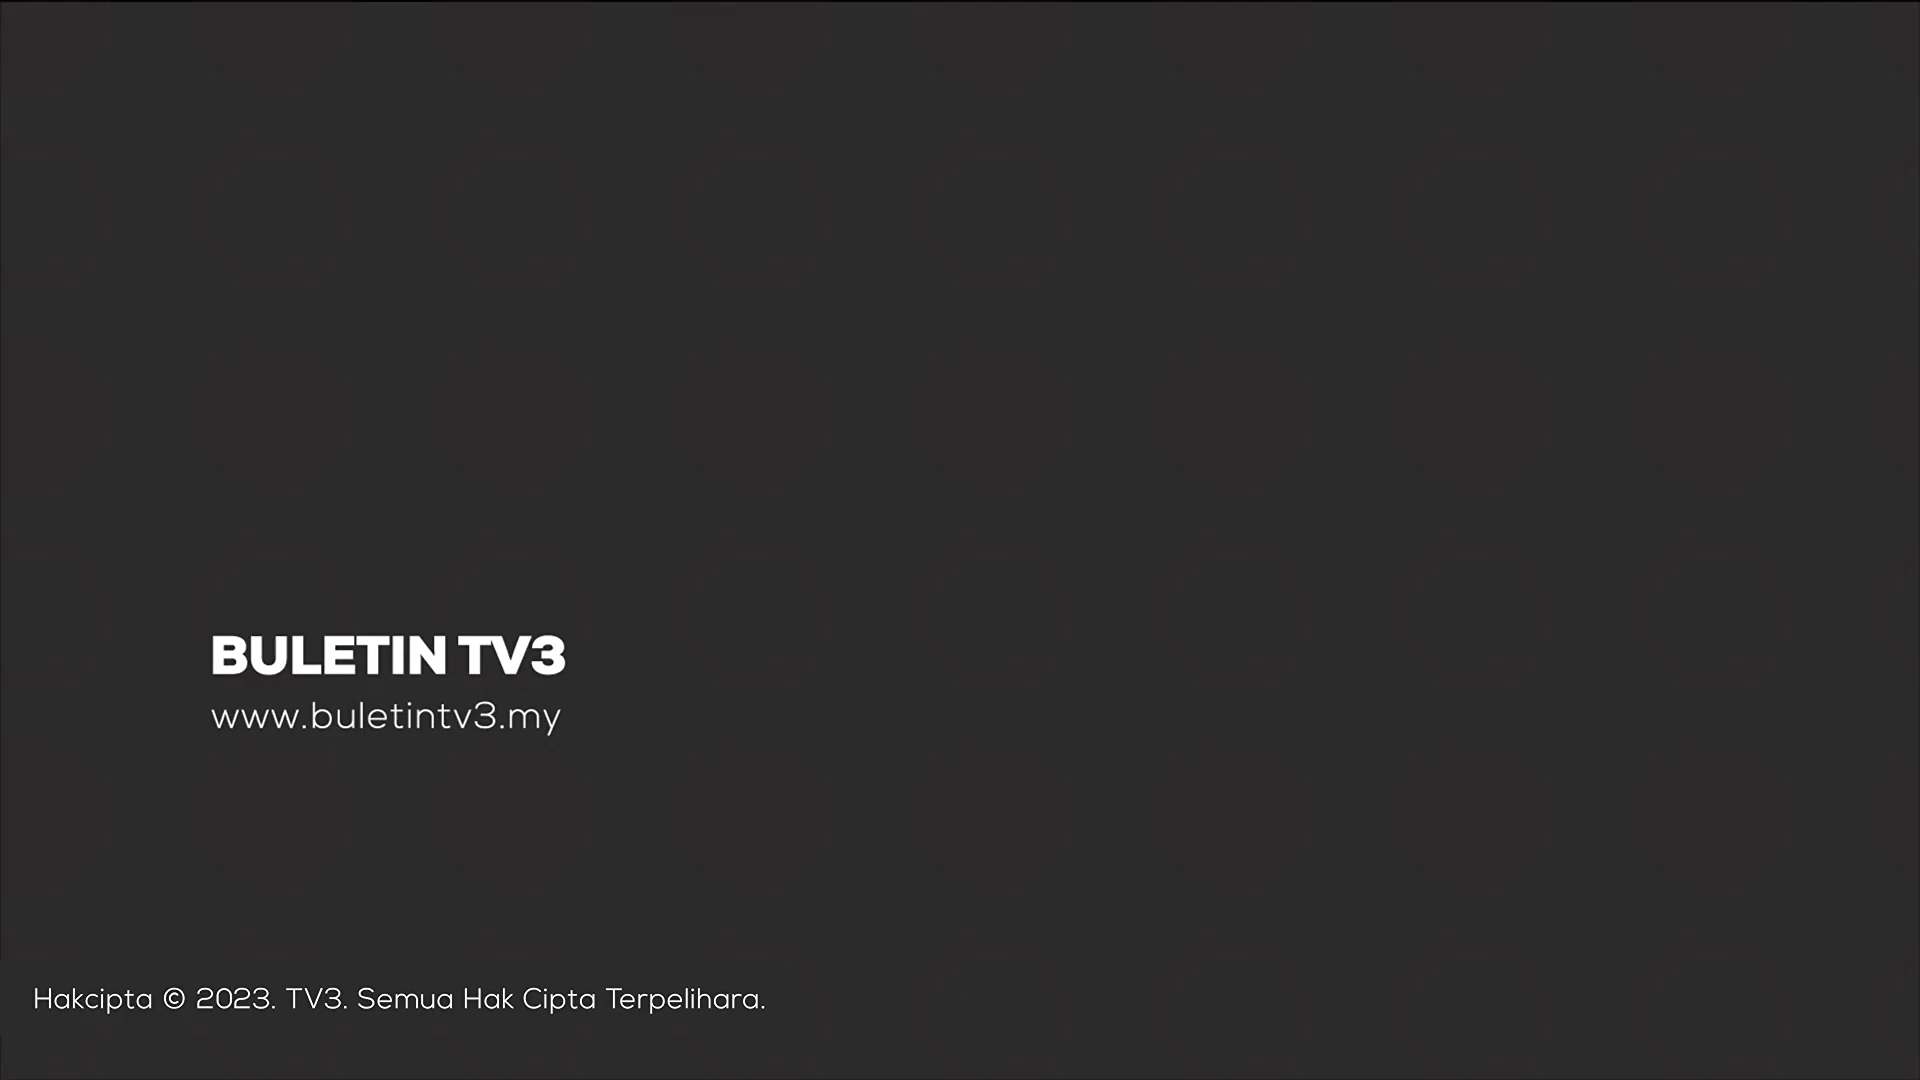 BULETIN TV3
www.buletintv3.my
Hakcipta © 2023. TV3. Semua Hak Cipta Terpelihara.